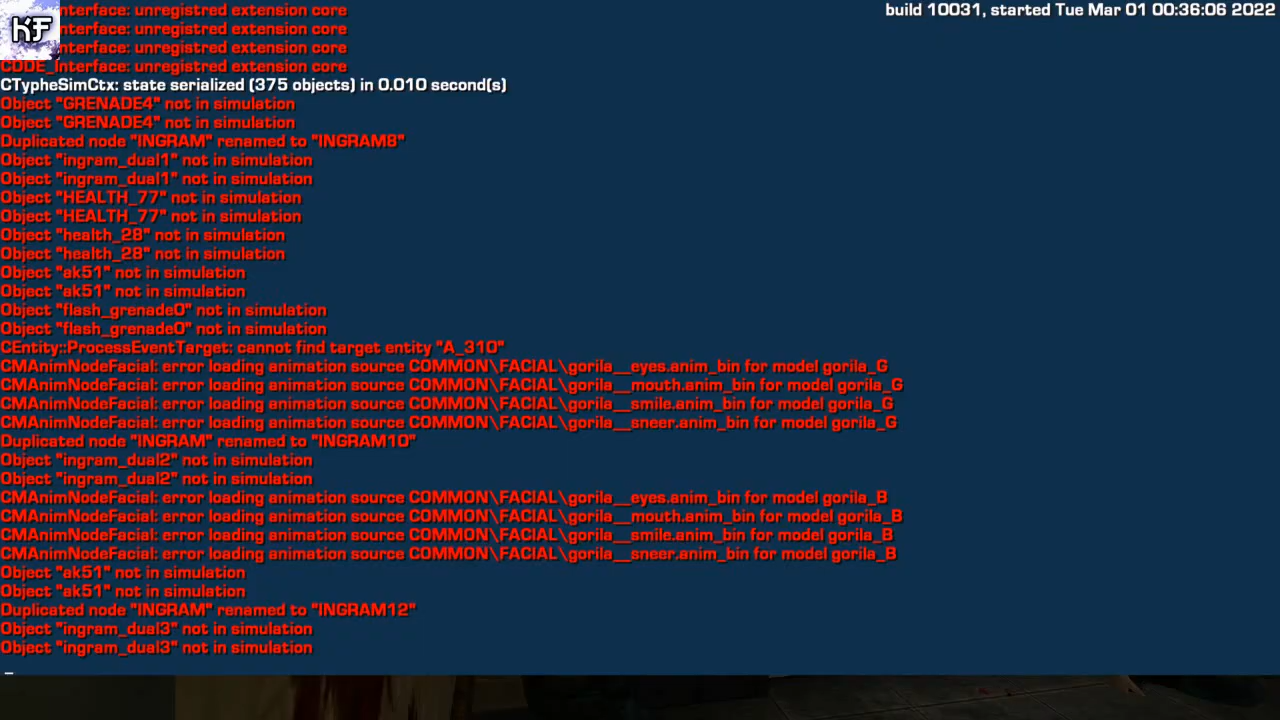 KF
nterface: unregistred extension core
build 10031, started Tue Mar 01 00:36:06 2022
nterface: unregistred extension core
nterface: unregistred extension core
CDDE_Interface: unregistred extension core
CTypheSimCtx: state serialized (375 objects) in 0.010 second(s)
Object "GRENADE4" not in simulation
Object "GRENADE4" not in simulation
Duplicated node "INGRAM" renamed to "INGRAM8"
Object "ingram_dual1" not in simulation
Object "ingram_dual1" not in simulation
Object "HEALTH_77" not in simulation
Object "HEALTH_77" not in simulation
Object "health_28" not in simulation
Object "health_28" not in simulation
Object "ak51" not in simulation
Object "ak51" not in simulation
Object "flash_grenade0" not in simulation
Object "flash_grenade0" not in simulation
CEntity::ProcessEventTarget: cannot find target entity "A_310"
CMAnimNodeFacial: error loading animation source COMMON\FACIAL\gorila__eyes.anim_bin for model gorila_G
CMAnimNodeFacial: error loading animation source COMMON\FACIAL\gorila__mouth.anim_bin for model gorila_G
CMAnimNodeFacial: error loading animation source COMMON\FACIAL\gorila__smile.anim_bin for model gorila_G
CMAnimNodeFacial: error loading animation source COMMON\FACIAL\gorila__sneer.anim_bin for model gorila_G
Duplicated node "INGRAM" renamed to "INGRAM10"
Object "ingram_dual2" not in simulation
Object "ingram_dual2" not in simulation
CMAnimNodeFacial: error loading animation source COMMON\FACIAL\gorila__eyes.anim_bin for model gorila_B
CMAnimNodeFacial: error loading animation source COMMON\FACIAL\gorila__mouth.anim_bin for model gorila_B
CMAnimNodeFacial: error loading animation source COMMON\FACIAL\gorila__smile.anim_bin for model gorila_B
CMAnimNodeFacial: error loading animation source COMMON\FACIAL\gorila__sneer.anim_bin for model gorila_B
Object "ak51" not in simulation
Object "ak51" not in simulation
Duplicated node "INGRAM" renamed to "INGRAM12"
Object "ingram_dual3" not in simulation
Object "ingram_dual3" not in simulation
_